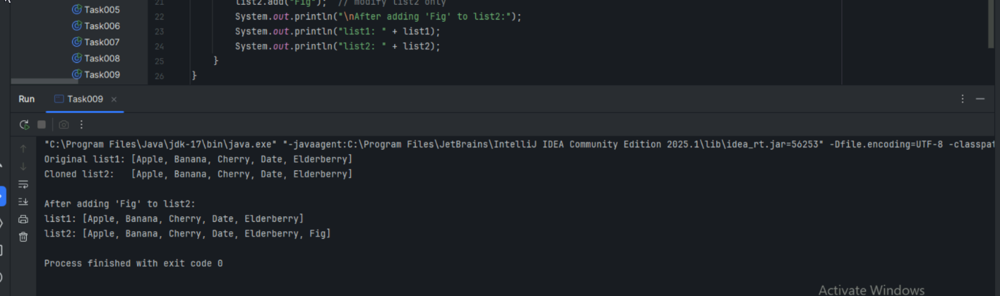 Task005
Task006
Task007
Task008
Task009
21 list2.add("Fig"); // modify list2 only
22 System.out.println("\nAfter adding 'Fig' to list2:");
23 System.out.println("list1: " + list1);
24 System.out.println("list2: " + list2);
25 }
26 }
Run Task009
"C:\Program Files\Java\jdk-17\bin\java.exe" "-javaagent:C:\Program Files\JetBrains\IntelliJ IDEA Community Edition 2025.1\lib\idea_rt.jar=56253" -Dfile.encoding=UTF-8 -classpat
Original list1: [Apple, Banana, Cherry, Date, Elderberry]
Cloned list2:   [Apple, Banana, Cherry, Date, Elderberry]
After adding 'Fig' to list2:
list1: [Apple, Banana, Cherry, Date, Elderberry]
list2: [Apple, Banana, Cherry, Date, Elderberry, Fig]
Process finished with exit code 0
Activate Windows